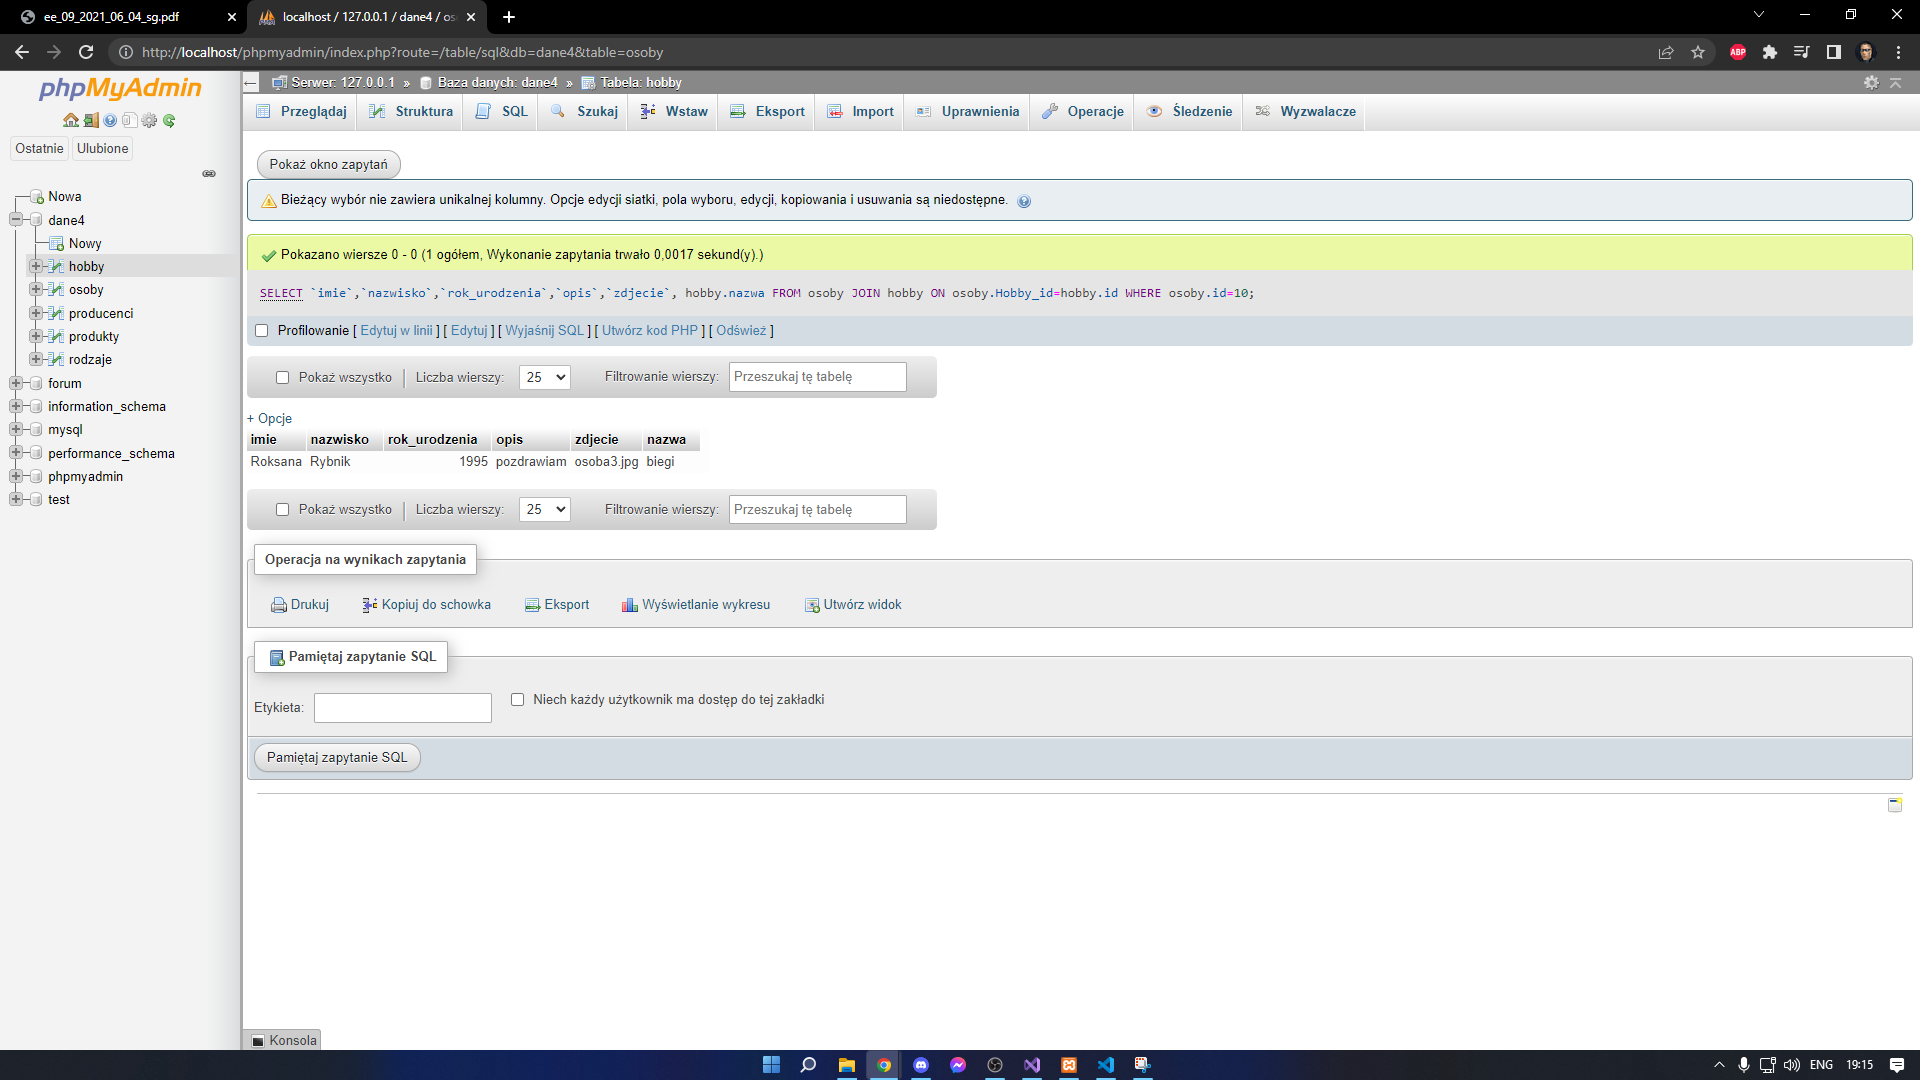 ee_09_2021_06_04_sg.pdf
localhost / 127.0.0.1 / dane4 / os
http://localhost/phpmyadmin/index.php?route=/table/sql&db=dane4&table=osoby
ABP
phpMyAdmin
Ostatnie
Ulubione
Nowa
dane4
Nowy
hobby
osoby
producenci
produkty
rodzaje
forum
information_schema
mysql
performance_schema
phpmyadmin
test
Serwer: 127.0.0.1 » Baza danych: dane4 » Tabela: hobby
Przeglądaj
Struktura
SQL
Szukaj
Wstaw
Eksport
Import
Uprawnienia
Operacje
Śledzenie
Wyzwalacze
Pokaż okno zapytań
Bieżący wybór nie zawiera unikalnej kolumny. Opcje edycji siatki, pola wyboru, edycji, kopiowania i usuwania są niedostępne.
Pokazano wiersze 0 - 0 (1 ogółem, Wykonanie zapytania trwało 0,0017 sekund(y).)
SELECT `imie`,`nazwisko`,`rok_urodzenia`,`opis`,`zdjecie`, hobby.nazwa FROM osoby JOIN hobby ON osoby.Hobby_id=hobby.id WHERE osoby.id=10;
Profilowanie [ Edytuj w linii ] [ Edytuj ] [ Wyjaśnij SQL ] [ Utwórz kod PHP ] [ Odśwież ]
Pokaż wszystko
Liczba wierszy:
25
Filtrowanie wierszy:
Przeszukaj tę tabelę
+ Opcje
imie nazwisko rok_urodzenia opis zdjecie nazwa
Roksana Rybnik 1995 pozdrawiam osoba3.jpg biegi
Pokaż wszystko
Liczba wierszy:
25
Filtrowanie wierszy:
Przeszukaj tę tabelę
Operacja na wynikach zapytania
Drukuj
Kopiuj do schowka
Eksport
Wyświetlanie wykresu
Utwórz widok
Pamiętaj zapytanie SQL
Etykieta:
Niech każdy użytkownik ma dostęp do tej zakładki
Pamiętaj zapytanie SQL
Konsola
ENG
19:15